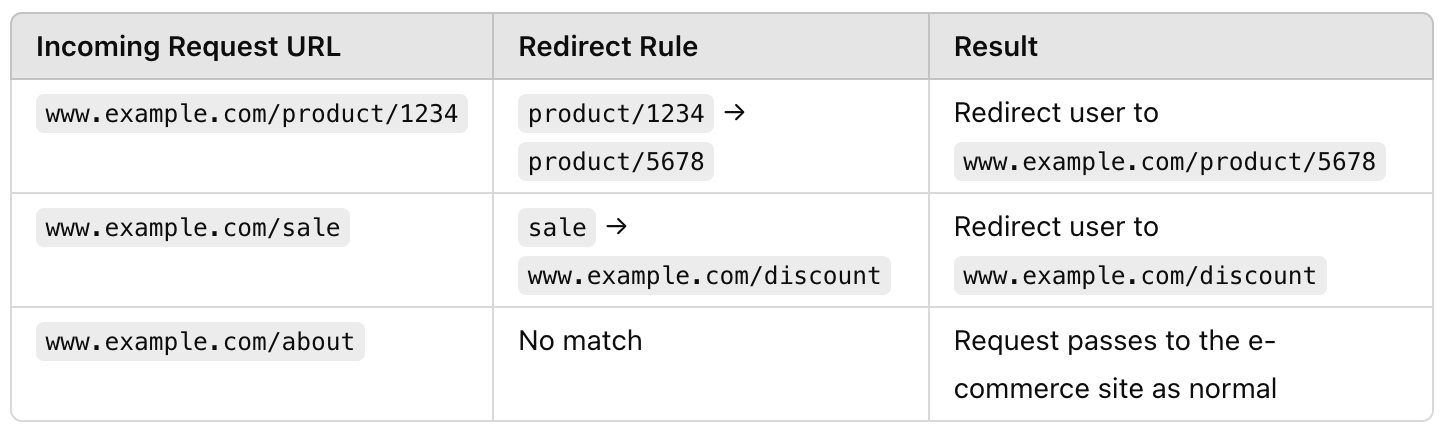 Incoming Request URL Redirect Rule Result
www.example.com/product/1234 product/1234 → Redirect user to
product/5678 www.example.com/product/5678
www.example.com/sale sale → Redirect user to
www.example.com/discount www.example.com/discount
www.example.com/about No match Request passes to the e-
commerce site as normal